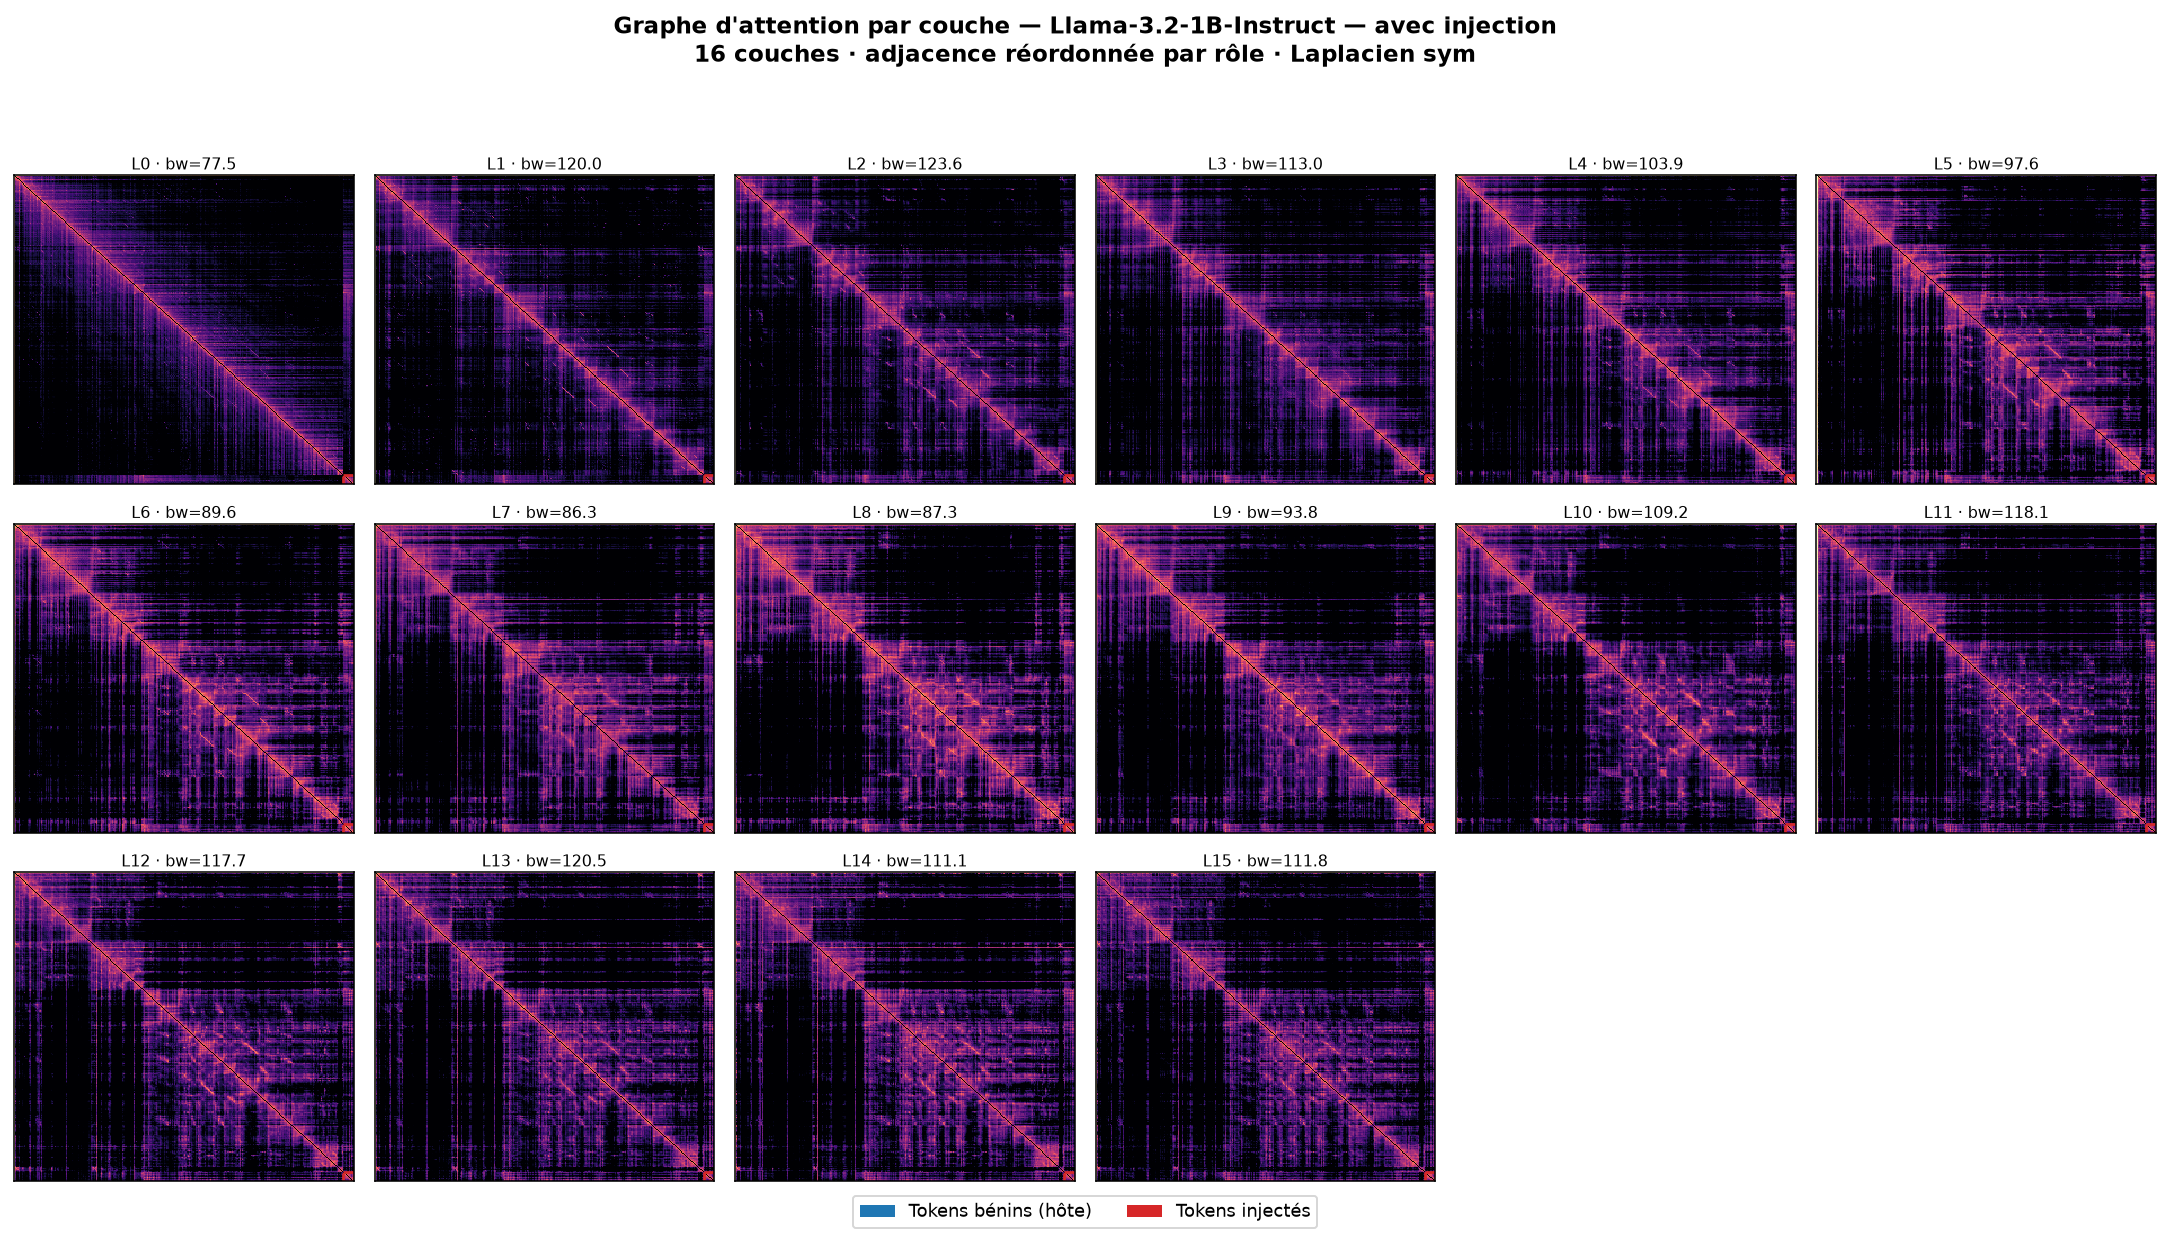 Graphe d'attention par couche — Llama-3.2-1B-Instruct — avec injection
16 couches · adjacence réordonnée par rôle · Laplacien sym
L0 · bw=77.5
L1 · bw=120.0
L2 · bw=123.6
L3 · bw=113.0
L4 · bw=103.9
L5 · bw=97.6
L6 · bw=89.6
L7 · bw=86.3
L8 · bw=87.3
L9 · bw=93.8
L10 · bw=109.2
L11 · bw=118.1
L12 · bw=117.7
L13 · bw=120.5
L14 · bw=111.1
L15 · bw=111.8
Tokens bénins (hôte)
Tokens injectés